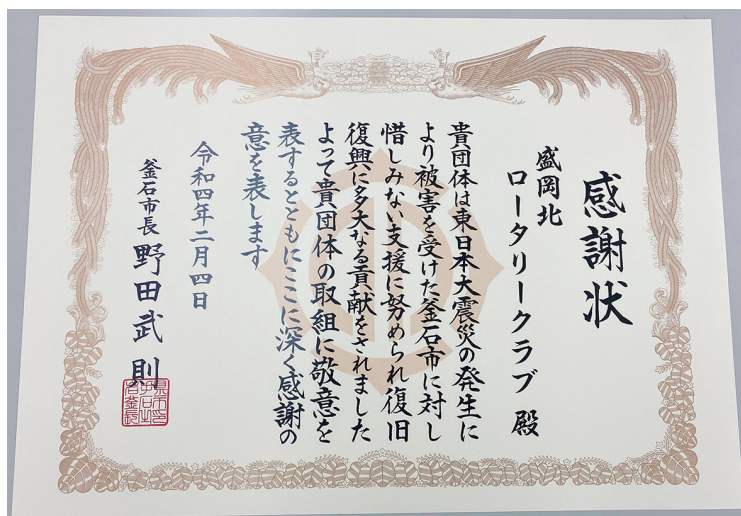 感謝状
盛岡北
ロータリークラブ 殿
貴団体は東日本大震災の発生に
より被害を受けた釜石市に対し
惜しみない支援に努められ復旧
復興に多大なる貢献をされました
よって貴団体の取組に敬意を
表するとともにここに深く感謝の
意を表します
令和四年二月四日
釜石市長 野田武則